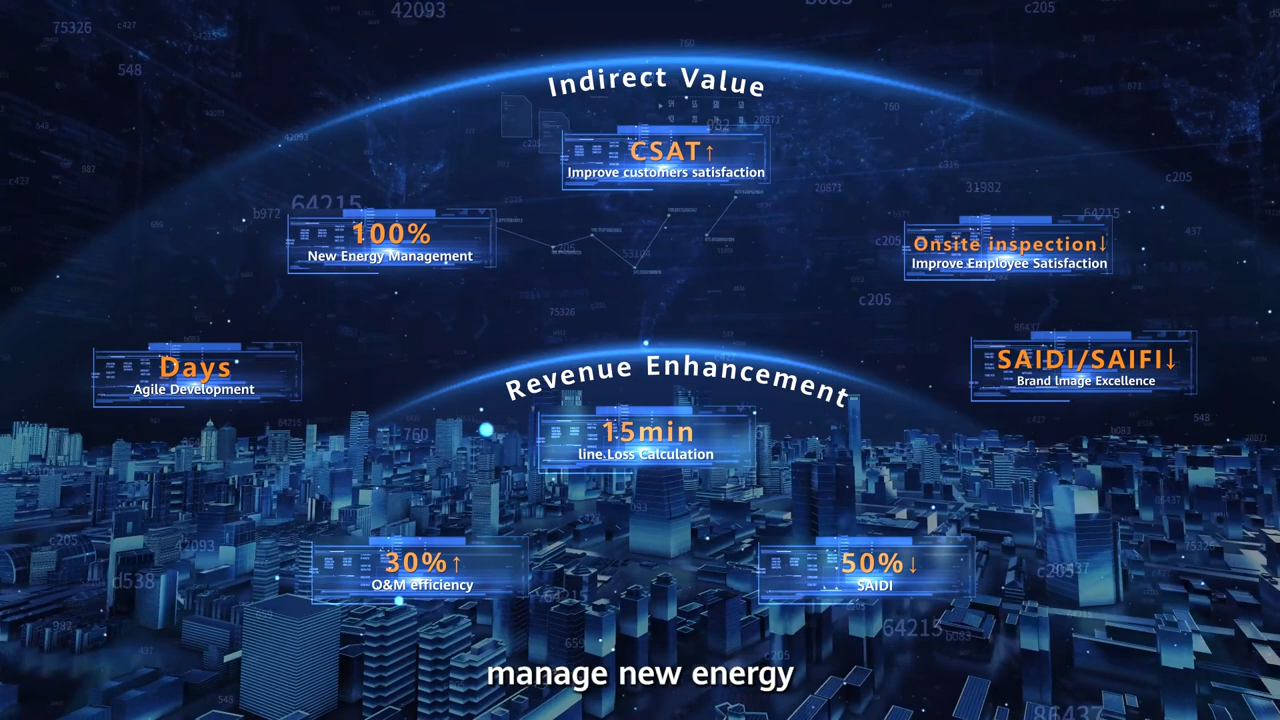 Indirect Value
CSAT↑
Improve customers satisfaction
100%
New Energy Management
Onsite inspection↓
Improve Employee Satisfaction
Days
Agile Development
SAIDI/SAIFI↓
Brand Image Excellence
Revenue Enhancement
15min
line Loss Calculation
30%↑
O&M efficiency
50%↓
SAIDI
manage new energy